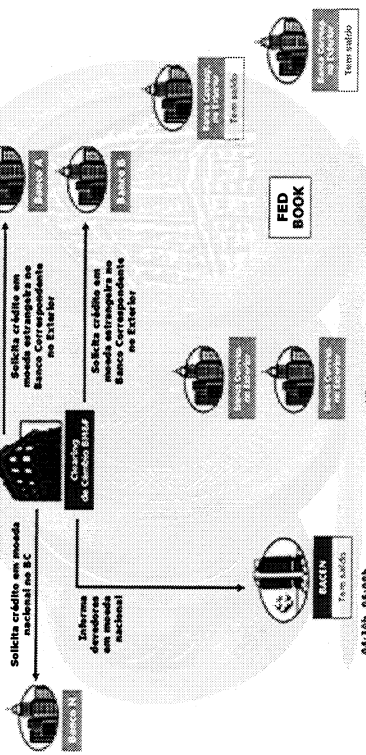 Solicita crédito em moeda
nacional no BC
Solicita crédito em
moeda estrangeira no
Banco Correspondente
no Exterior
Banco A
Solicita crédito em
moeda estrangeira no
Banco Correspondente
no Exterior
Banco B
Banco N
Clearing
de Câmbio BM&F
Informa
devedores
em moeda
nacional
BACEN
Tem saldo
FED
BOOK
Tem saldo
Tem saldo